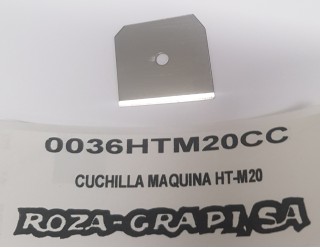 0036HTM20CC
CUCHILLA MAQUINA HT-M20
ROZA-GRAPI, SA